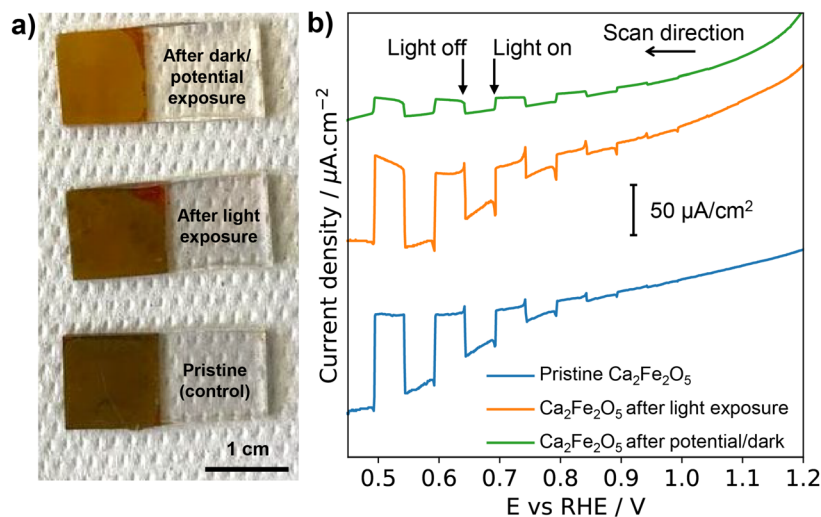 a)
After dark/
potential
exposure
After light
exposure
Pristine
(control)
1 cm
b)
Light off
Light on
Scan direction
50 µA/cm²
Current density / µA.cm⁻²
Pristine Ca₂Fe₂O₅
Ca₂Fe₂O₅ after light exposure
Ca₂Fe₂O₅ after potential/dark
0.5 0.6 0.7 0.8 0.9 1.0 1.1 1.2
E vs RHE / V